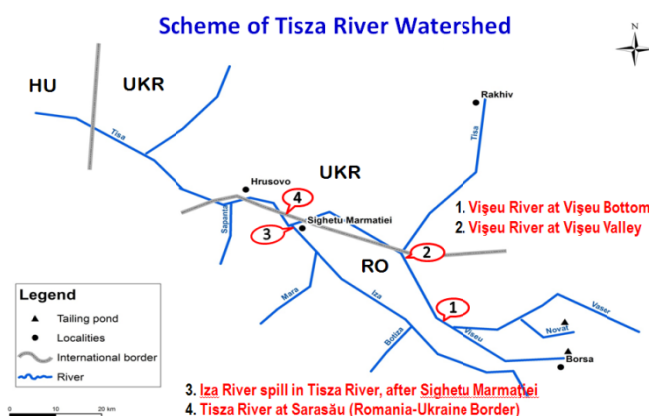 Scheme of Tisza River Watershed
N
HU
UKR
Tisa
Rakhiv
Tisa
Hrusovo
UKR
4
Sapanta
Sighetu Marmatiei
3
1. Vişeu River at Vişeu Bottom
2. Vişeu River at Vişeu Valley
2
RO
Mara
Iza
1
Vaser
Viseu
Novat
Botiza
Borsa
Legend
Tailing pond
Localities
International border
River
0 10 20 km
3. Iza River spill in Tisza River, after Sighetu Marmaţiei
4. Tisza River at Sarasău (Romania-Ukraine Border)